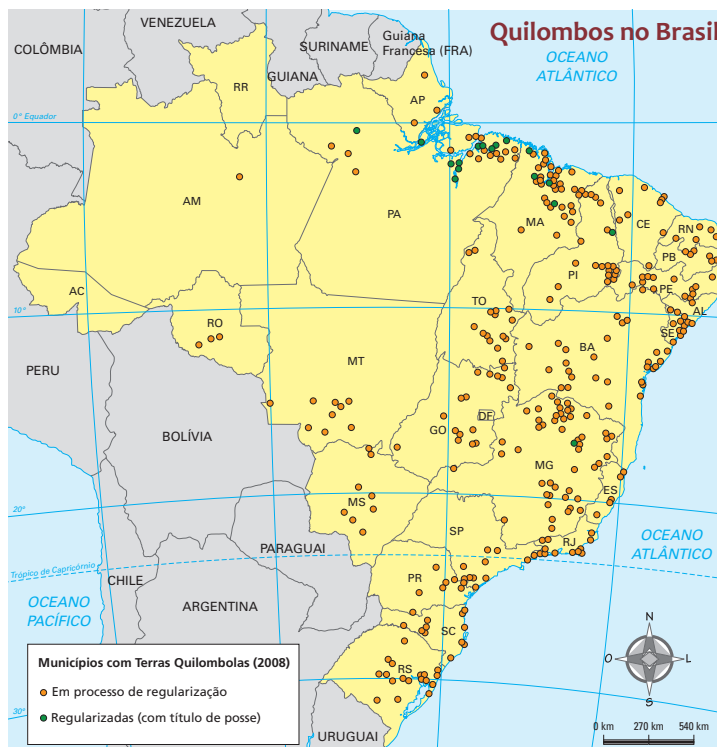 Quilombos no Brasil
VENEZUELA
COLÔMBIA
SURINAME
Guiana
Francesa (FRA)
GUIANA
OCEANO
ATLÂNTICO
RR
AP
0° Equador
AM
PA
MA
CE
RN
PB
PI
PE
AC
TO
AL
10°
RO
SE
BA
MT
PERU
DF
GO
BOLÍVIA
MG
MS
ES
20°
SP
OCEANO
ATLÂNTICO
PARAGUAI
RJ
Trópico de Capricórnio
CHILE
PR
OCEANO
PACÍFICO
ARGENTINA
SC
N
O
L
S
Municípios com Terras Quilombolas (2008)
Em processo de regularização
Regularizadas (com título de posse)
RS
30°
URUGUAI
0 km 270 km 540 km